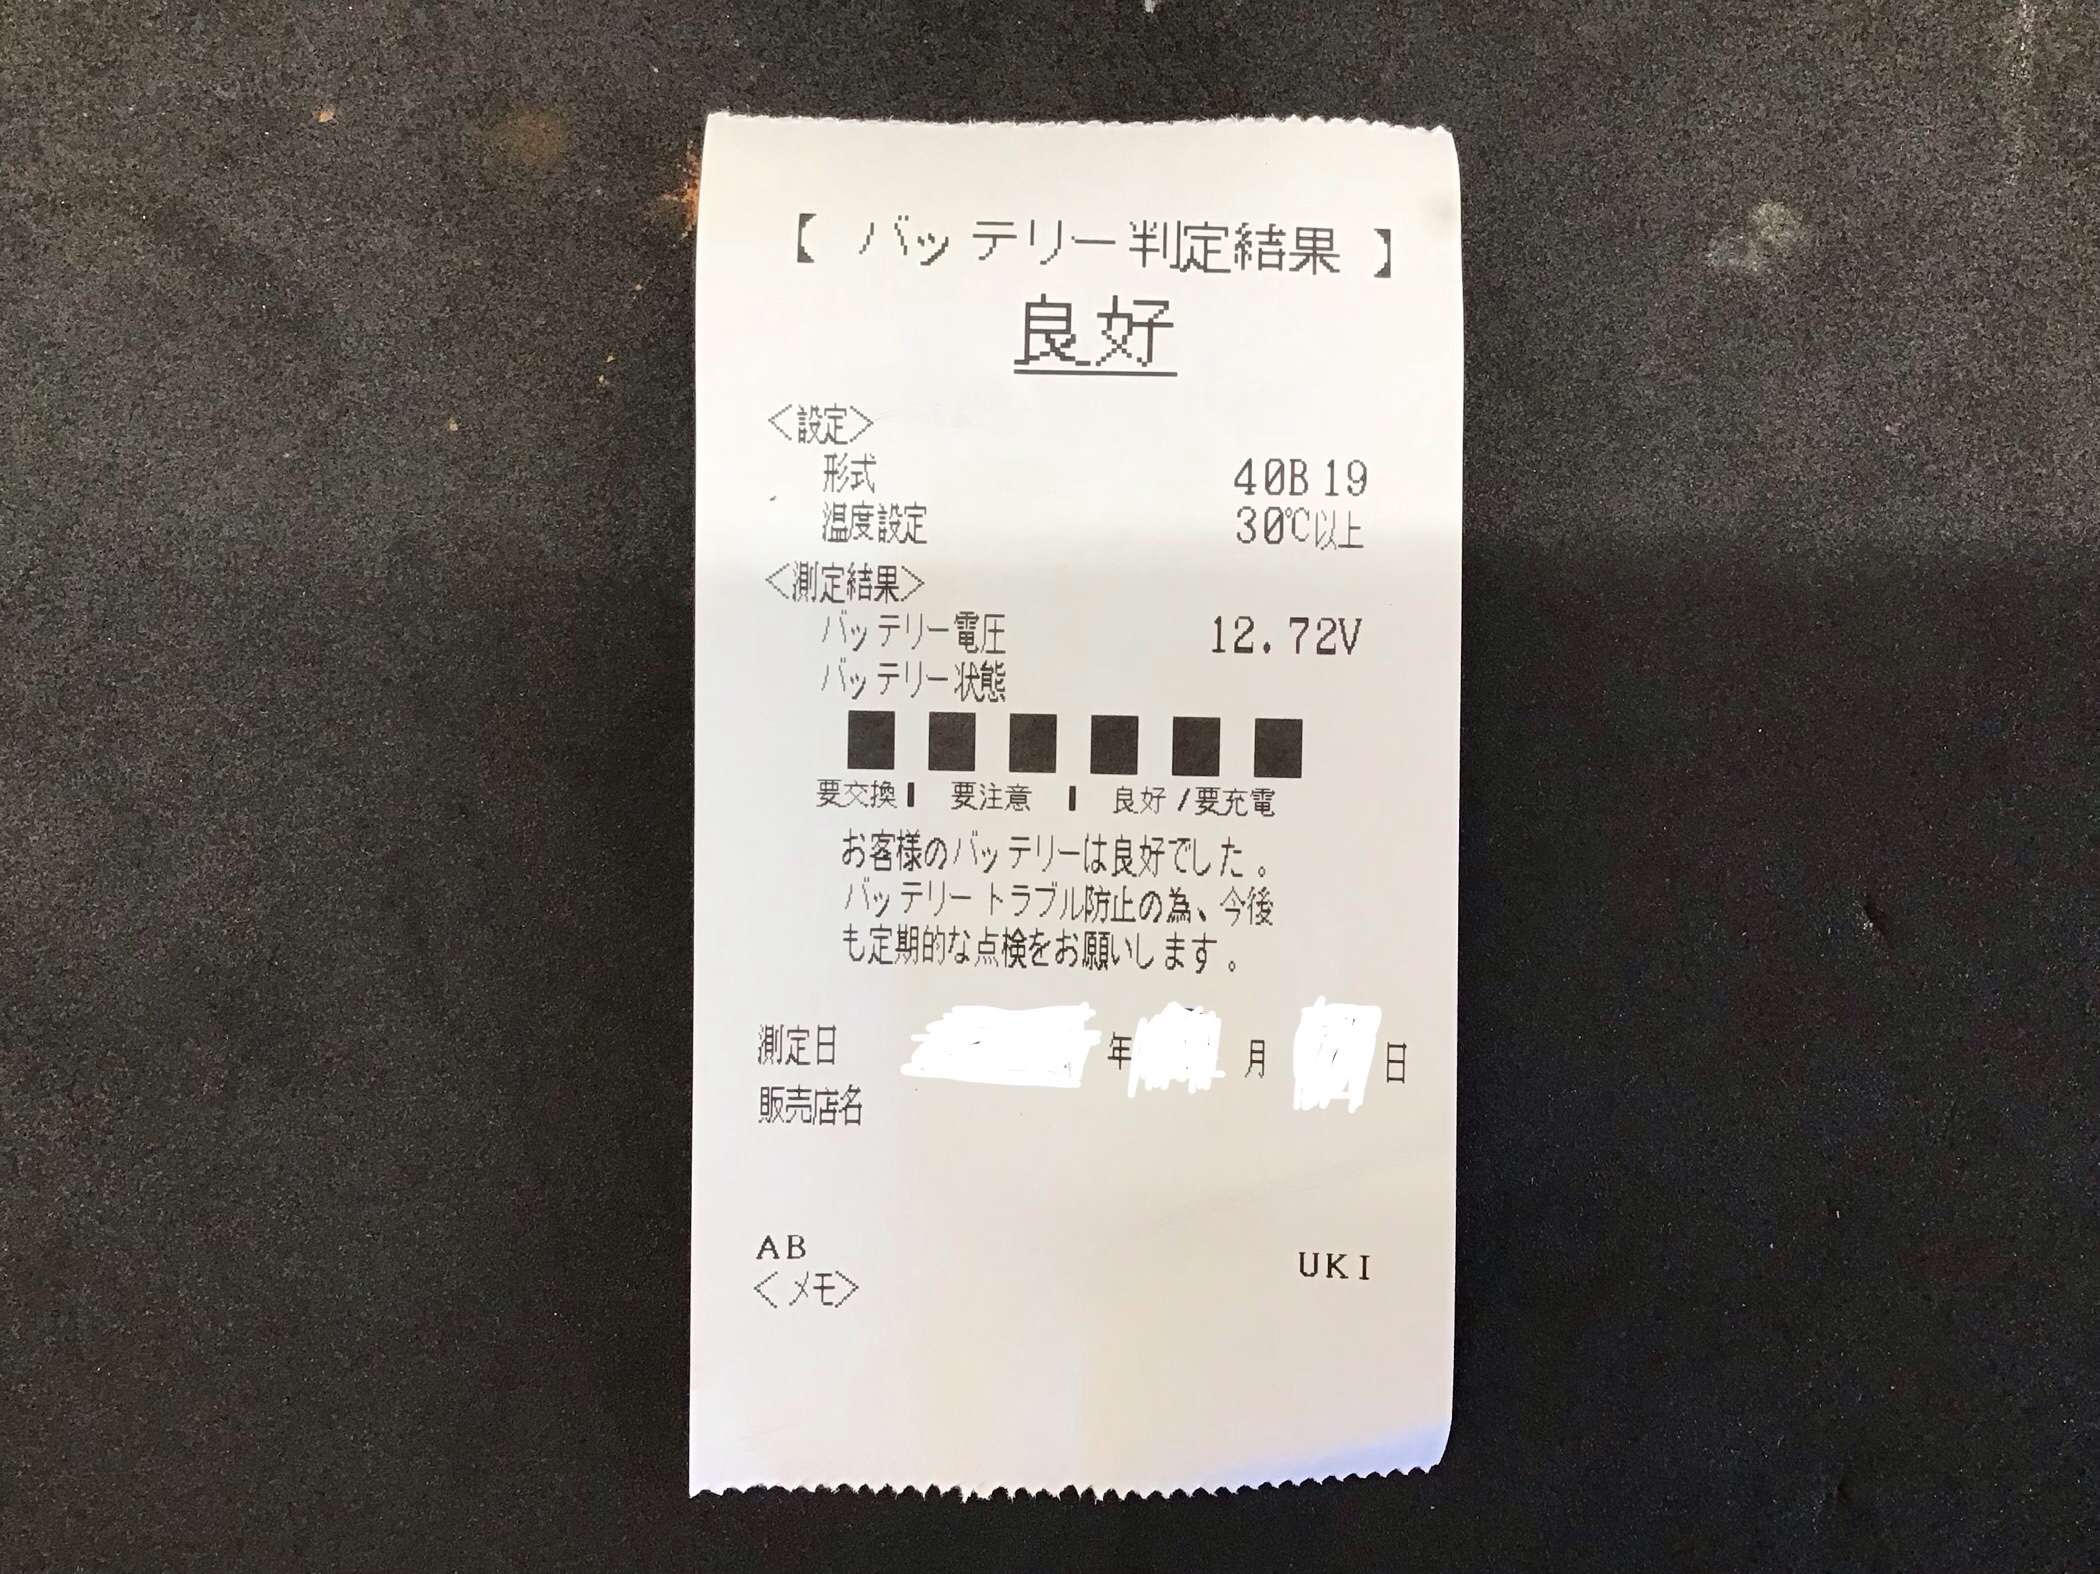 【 バッテリー判定結果 】
良好
<設定>
形式 40B19
温度設定 30℃以上
<測定結果>
バッテリー電圧 12.72V
バッテリー状態
■ ■ ■ ■ ■ ■
要交換┃ 要注意 ┃ 良好/要充電
お客様のバッテリーは良好でした。
バッテリートラブル防止の為、今後
も定期的な点検をお願いします。
測定日 年 月 日
販売店名
AB UKI
<メモ>